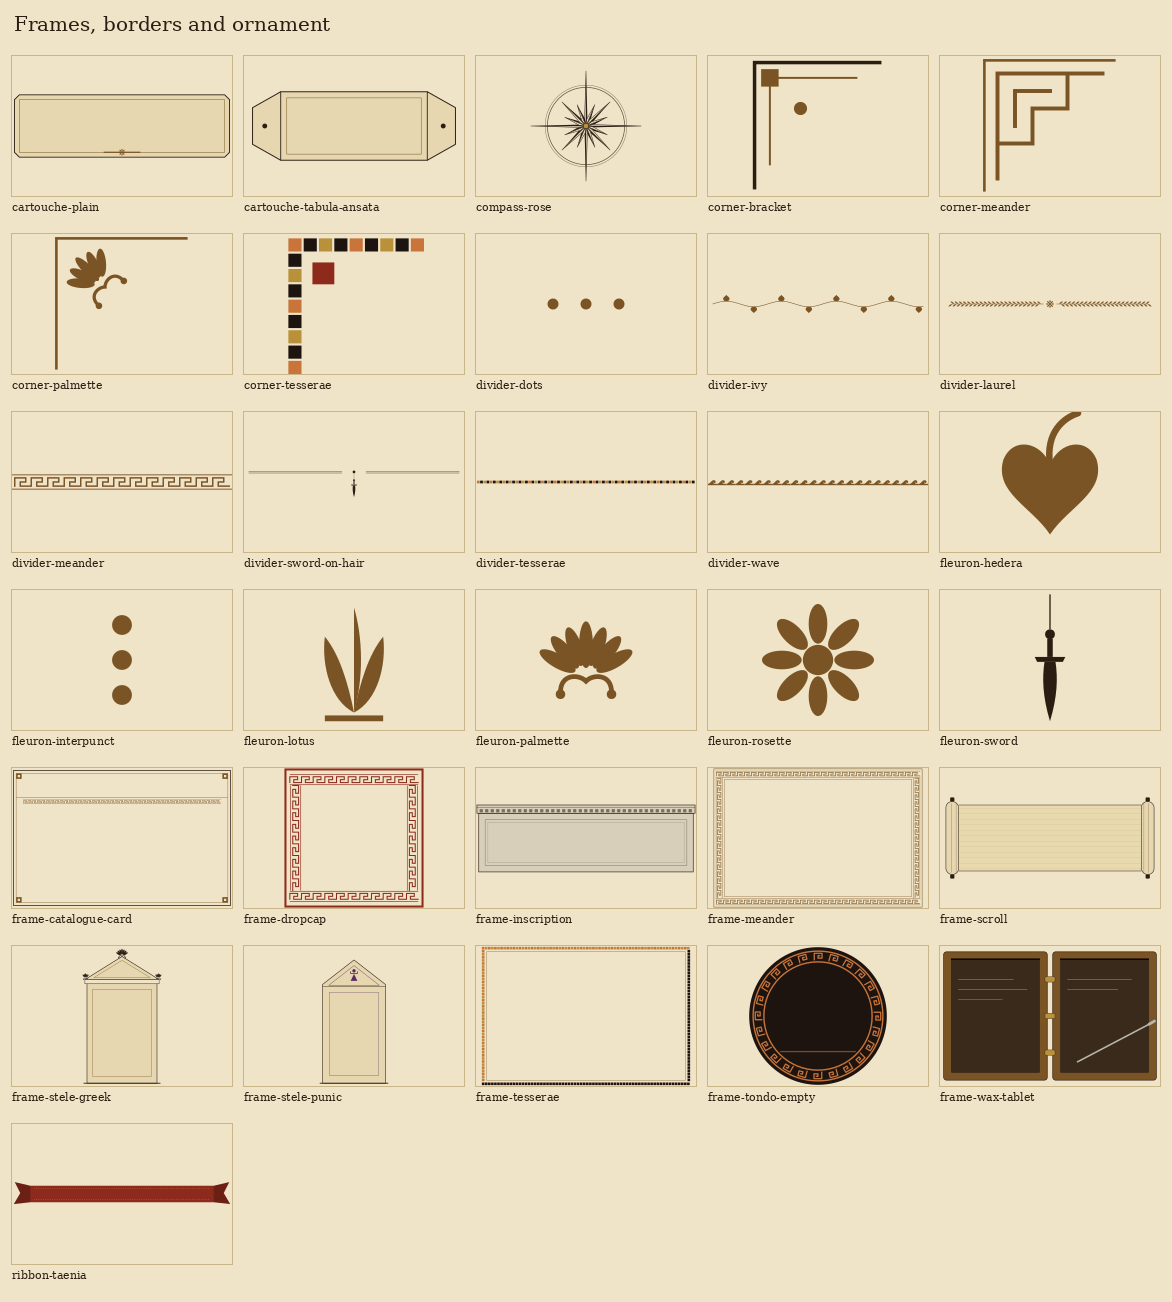 Frames, borders and ornament
cartouche-plain
cartouche-tabula-ansata
compass-rose
corner-bracket
corner-meander
corner-palmette
corner-tesserae
divider-dots
divider-ivy
divider-laurel
divider-meander
divider-sword-on-hair
divider-tesserae
divider-wave
fleuron-hedera
fleuron-interpunct
fleuron-lotus
fleuron-palmette
fleuron-rosette
fleuron-sword
frame-catalogue-card
frame-dropcap
frame-inscription
frame-meander
frame-scroll
frame-stele-greek
frame-stele-punic
frame-tesserae
frame-tondo-empty
frame-wax-tablet
ribbon-taenia